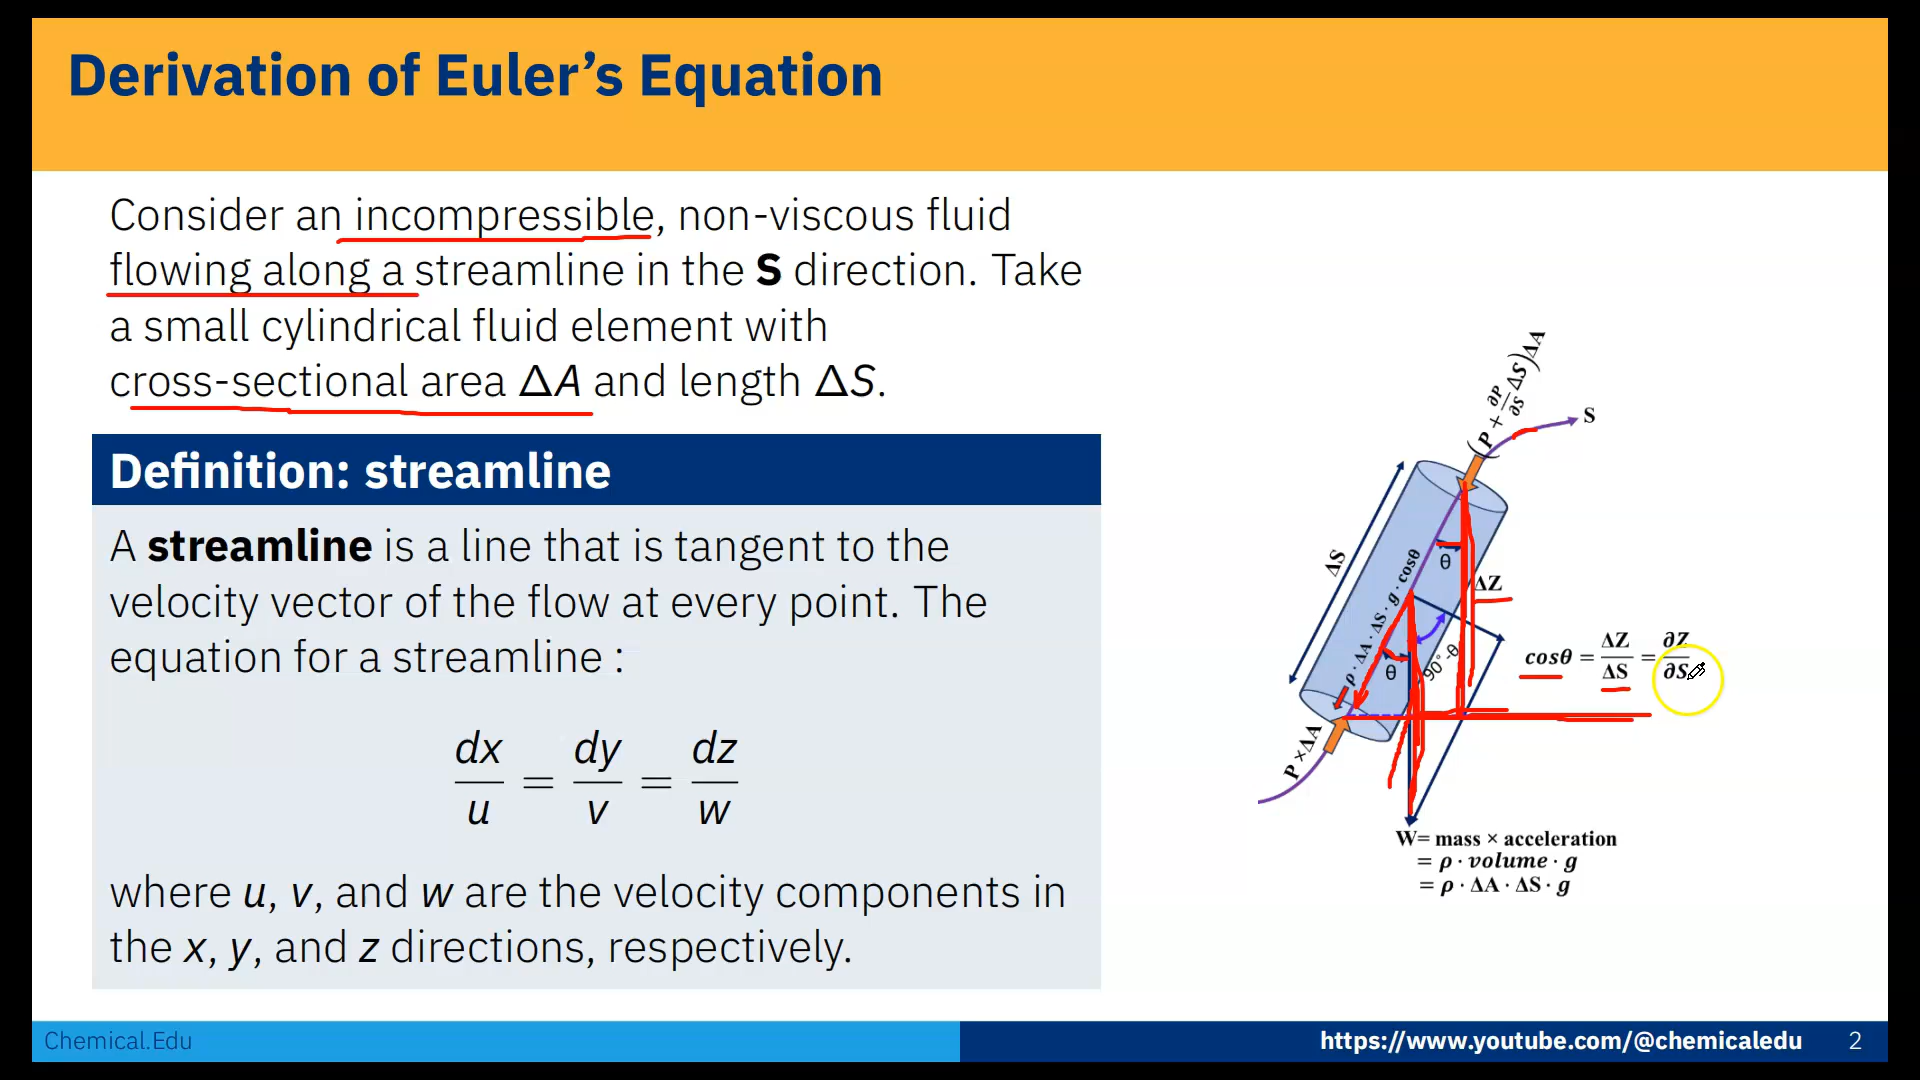 Derivation of Euler’s Equation
Consider an incompressible, non-viscous fluid
flowing along a streamline in the S direction. Take
a small cylindrical fluid element with
cross-sectional area ΔA and length ΔS.
Definition: streamline
A streamline is a line that is tangent to the
velocity vector of the flow at every point. The
equation for a streamline :
dx/u = dy/v = dz/w
where u, v, and w are the velocity components in
the x, y, and z directions, respectively.
(P + ∂P/∂S ΔS)ΔA
S
ΔS
θ
ρ · ΔA · ΔS · g · cosθ
ΔZ
θ
90°-θ
cosθ = ΔZ/ΔS = ∂Z/∂S
P × ΔA
W= mass × acceleration
= ρ · volume · g
= ρ · ΔA · ΔS · g
Chemical.Edu
https://www.youtube.com/@chemicaledu
2